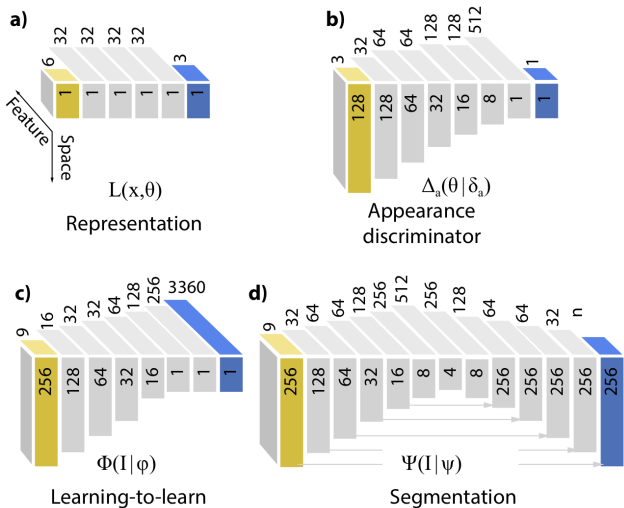 a)
6 32 32 32 32 3
1 1 1 1 1 1
Feature
Space
L(x,θ)
Representation
b)
3 32 64 64 128 128 512 1
128 128 64 32 16 8 1 1
Δₐ(θ|δₐ)
Appearance
discriminator
c)
9 16 32 32 64 128 256 3360
256 128 64 32 16 1 1 1
Φ(I|φ)
Learning-to-learn
d)
9 32 64 64 128 256 512 256 128 64 64 32 n
256 128 64 32 16 8 4 8 256 256 256 256 256
Ψ(I|ψ)
Segmentation